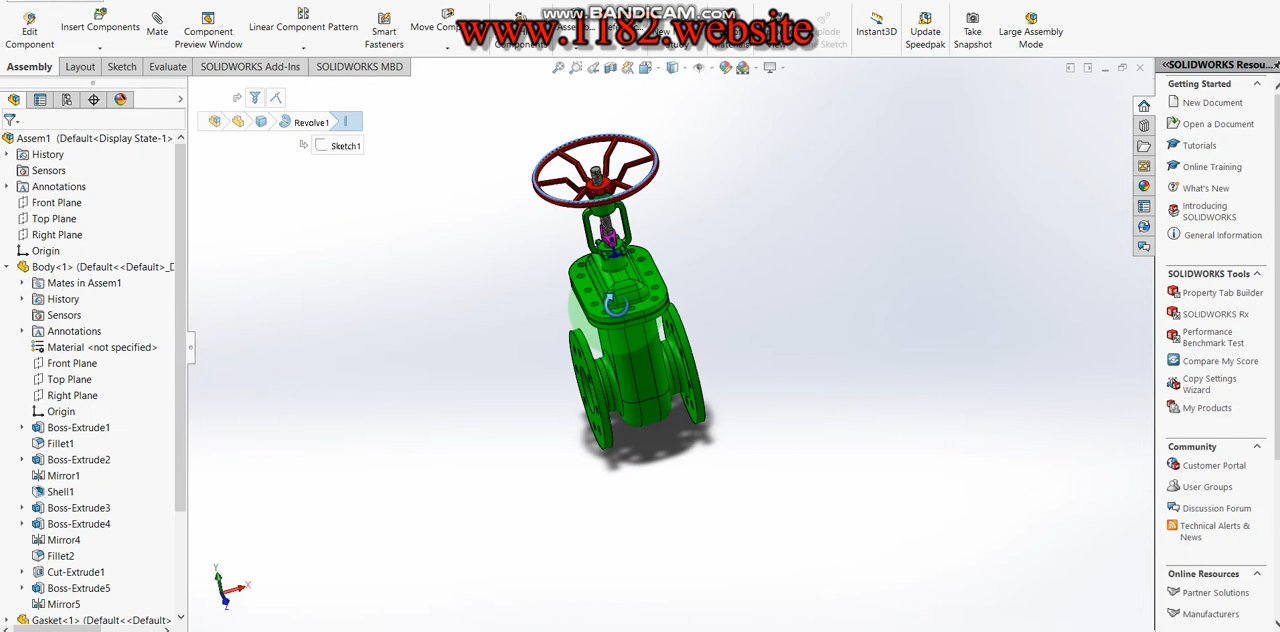 www.BANDICAM.com
www.1182.website
Edit Component
Insert Components
Mate
Component Preview Window
Linear Component Pattern
Smart Fasteners
Move Comp
Components
Instant3D
Update Speedpak
Take Snapshot
Large Assembly Mode
Assembly
Layout
Sketch
Evaluate
SOLIDWORKS Add-Ins
SOLIDWORKS MBD
Revolve1
Sketch1
Assem1 (Default<Display State-1>
History
Sensors
Annotations
Front Plane
Top Plane
Right Plane
Origin
Body<1> (Default<<Default>_D
Mates in Assem1
History
Sensors
Annotations
Material <not specified>
Front Plane
Top Plane
Right Plane
Origin
Boss-Extrude1
Fillet1
Boss-Extrude2
Mirror1
Shell1
Boss-Extrude3
Boss-Extrude4
Mirror4
Fillet2
Cut-Extrude1
Boss-Extrude5
Mirror5
Gasket<1> (Default<<Default>
Y
X
Z
SOLIDWORKS Resou...
Getting Started
New Document
Open a Document
Tutorials
Online Training
What's New
Introducing
SOLIDWORKS
General Information
SOLIDWORKS Tools
Property Tab Builder
SOLIDWORKS Rx
Performance
Benchmark Test
Compare My Score
Copy Settings
Wizard
My Products
Community
Customer Portal
User Groups
Discussion Forum
Technical Alerts &
News
Online Resources
Partner Solutions
Manufacturers